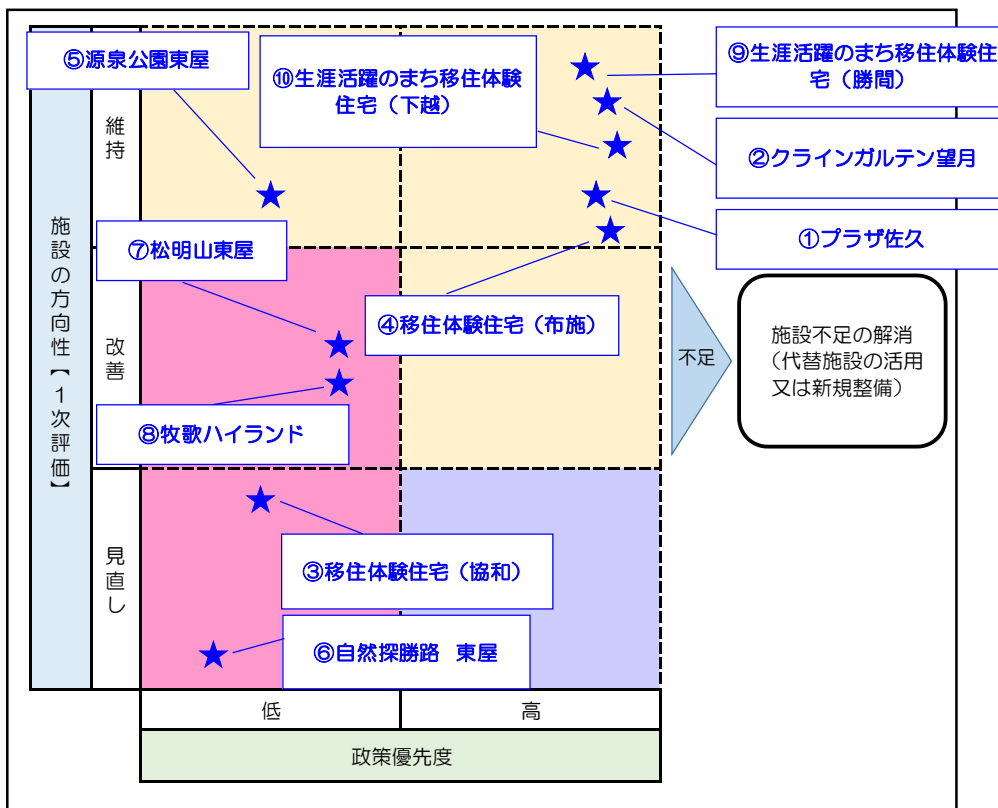 ⑤源泉公園東屋
⑩生涯活躍のまち移住体験
住宅（下越）
⑨生涯活躍のまち移住体験住
宅（勝間）
②クラインガルテン望月
①プラザ佐久
⑦松明山東屋
④移住体験住宅（布施）
⑧牧歌ハイランド
③移住体験住宅（協和）
⑥自然探勝路　東屋
施設の方向性【１次評価】
維持
改善
見直し
不足
施設不足の解消
（代替施設の活用
又は新規整備）
低
高
政策優先度